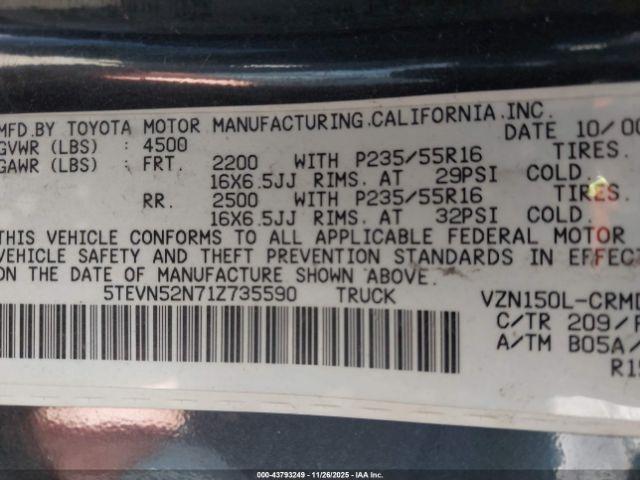 MFD.BY TOYOTA MOTOR MANUFACTURING.CALIFORNIA.INC.
DATE 10/00
GVWR (LBS) : 4500
GAWR (LBS) : FRT. 2200 WITH P235/55R16 TIRES.
16X6.5JJ RIMS. AT 29PSI COLD.
RR. 2500 WITH P235/55R16 TIRES.
16X6.5JJ RIMS. AT 32PSI COLD.
THIS VEHICLE CONFORMS TO ALL APPLICABLE FEDERAL MOTOR
VEHICLE SAFETY AND THEFT PREVENTION STANDARDS IN EFFECT
ON THE DATE OF MANUFACTURE SHOWN ABOVE.
5TEVN52N71Z735590 TRUCK VZN150L-CRMD
C/TR 209/F
A/TM B05A/
R15
000-43793249 | 11/26/2025 | IAA Inc.